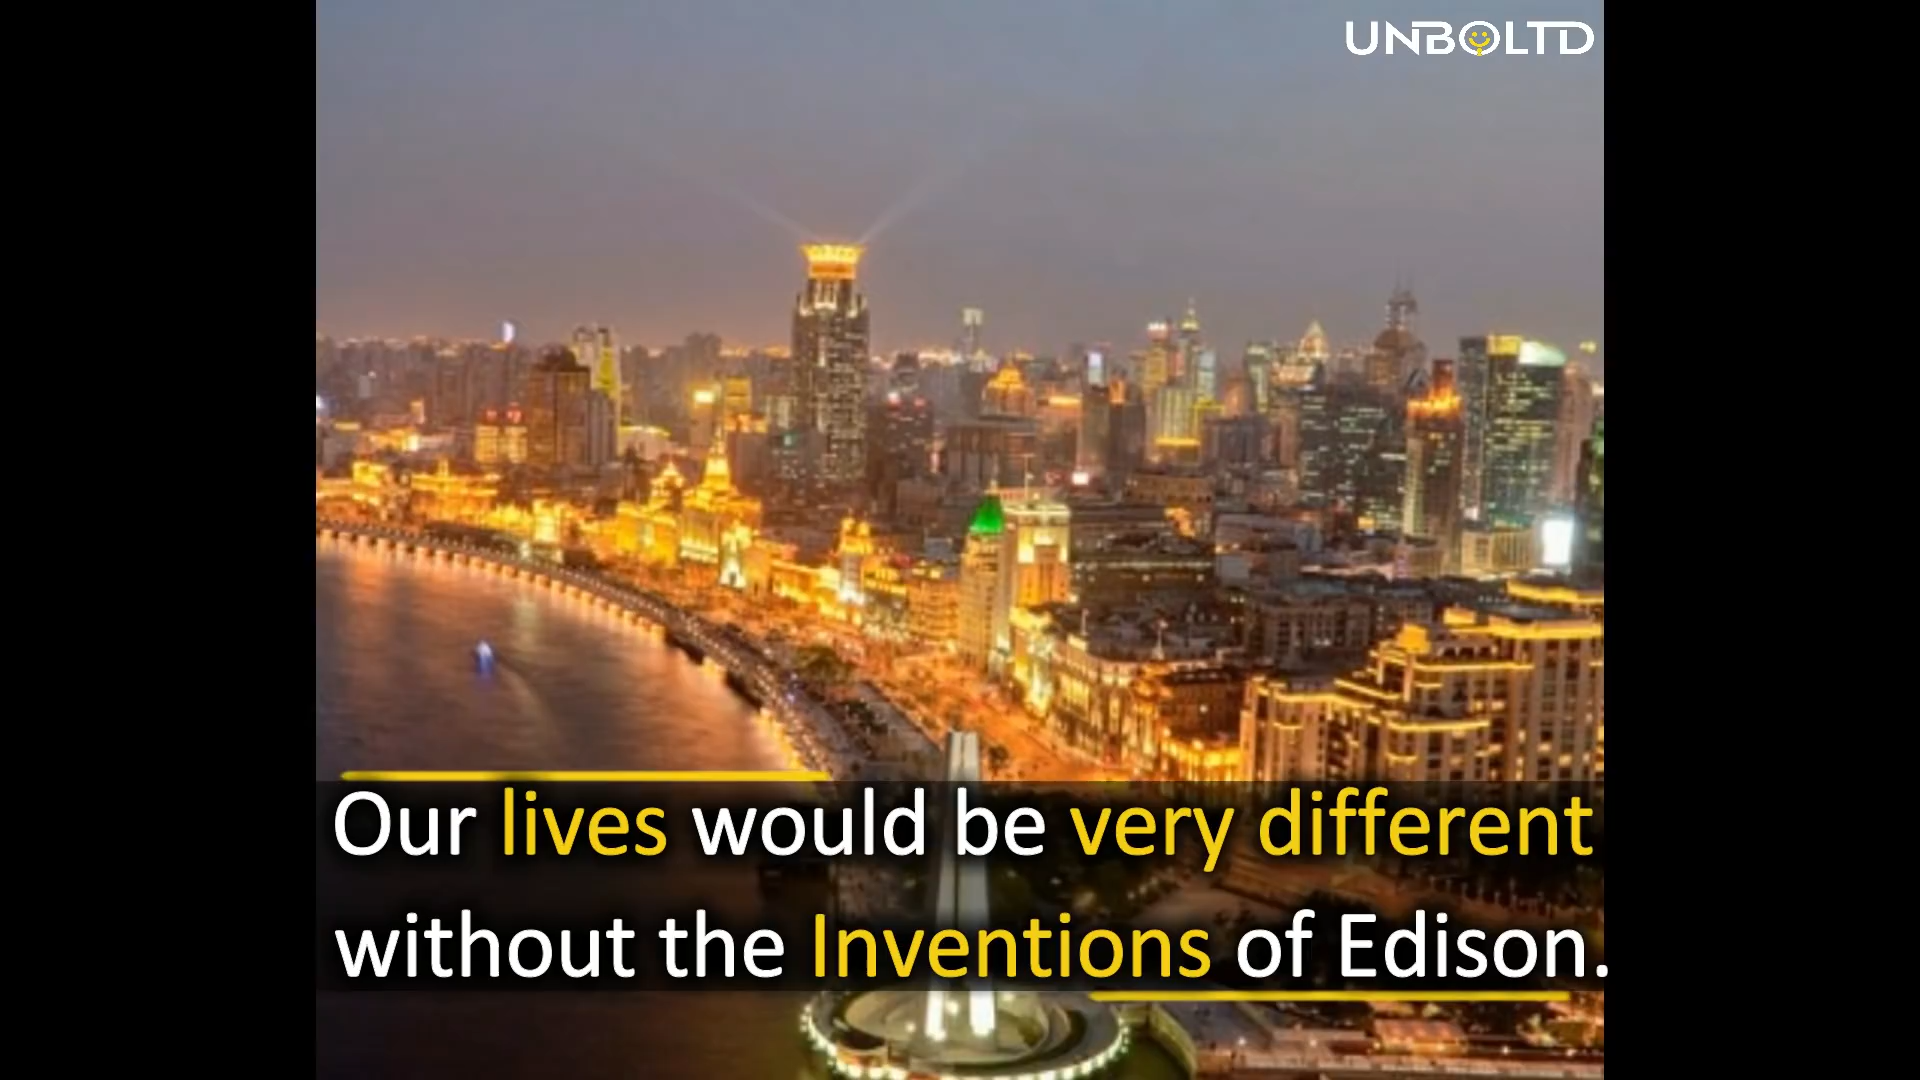 UNBOLTD
Our lives would be very different
without the Inventions of Edison.